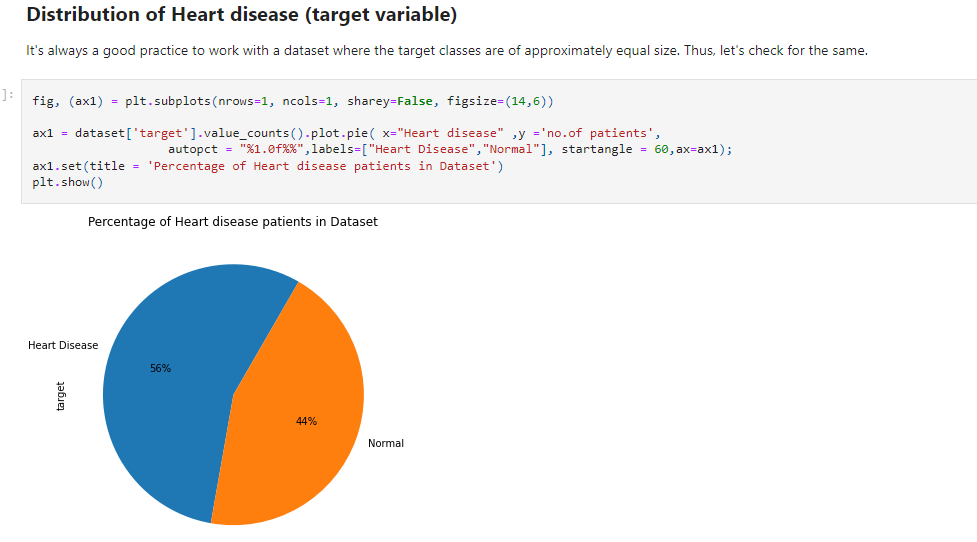 Distribution of Heart disease (target variable)
It's always a good practice to work with a dataset where the target classes are of approximately equal size. Thus, let's check for the same.
]:
fig, (ax1) = plt.subplots(nrows=1, ncols=1, sharey=False, figsize=(14,6))
ax1 = dataset['target'].value_counts().plot.pie( x="Heart disease" ,y ='no.of patients',
autopct = "%1.0f%%",labels=["Heart Disease","Normal"], startangle = 60,ax=ax1);
ax1.set(title = 'Percentage of Heart disease patients in Dataset')
plt.show()
Percentage of Heart disease patients in Dataset
Heart Disease
56%
target
44%
Normal